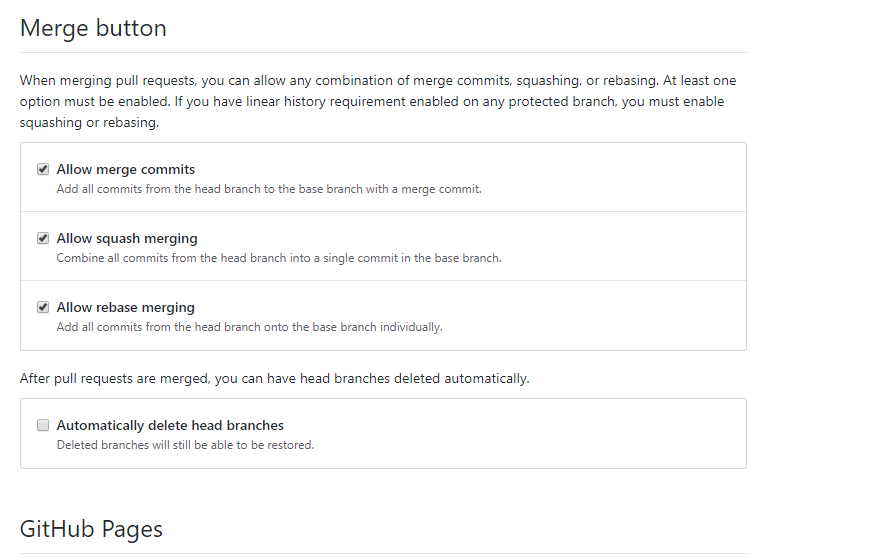 Merge button
When merging pull requests, you can allow any combination of merge commits, squashing, or rebasing. At least one
option must be enabled. If you have linear history requirement enabled on any protected branch, you must enable
squashing or rebasing.
Allow merge commits
Add all commits from the head branch to the base branch with a merge commit.
Allow squash merging
Combine all commits from the head branch into a single commit in the base branch.
Allow rebase merging
Add all commits from the head branch onto the base branch individually.
After pull requests are merged, you can have head branches deleted automatically.
Automatically delete head branches
Deleted branches will still be able to be restored.
GitHub Pages